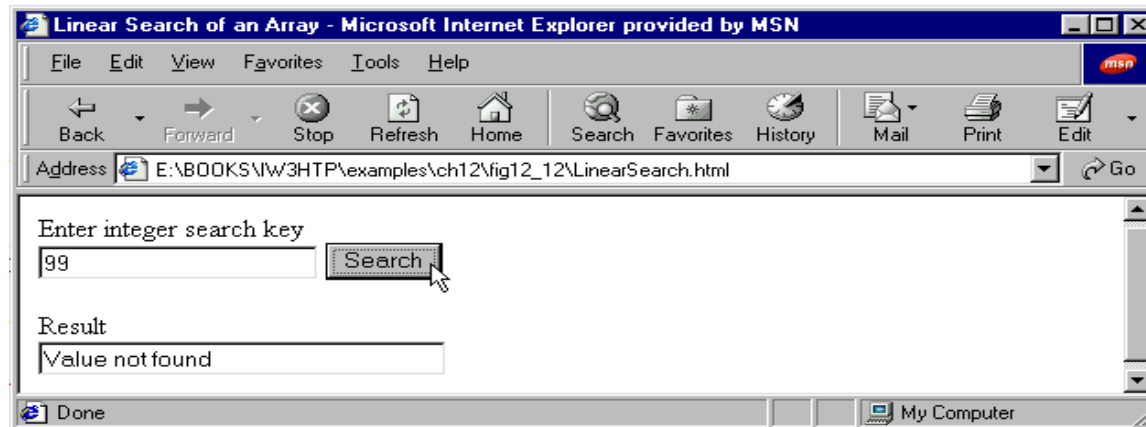 Linear Search of an Array - Microsoft Internet Explorer provided by MSN
File Edit View Favorites Tools Help
msn
Back Forward Stop Refresh Home Search Favorites History Mail Print Edit
Address E:\BOOKS\IW3HTP\examples\ch12\fig12_12\LinearSearch.html Go
Enter integer search key
99 Search
Result
Value not found
Done My Computer